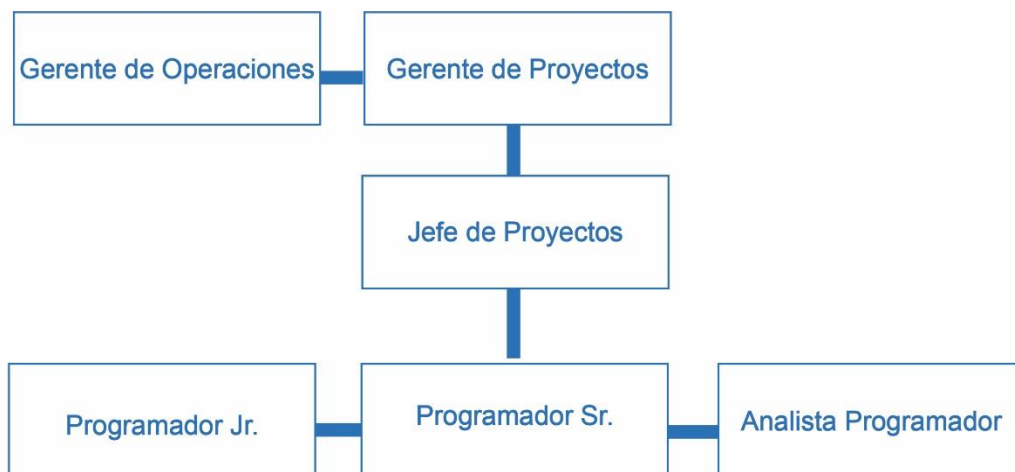 Gerente de Operaciones
Gerente de Proyectos
Jefe de Proyectos
Programador Jr.
Programador Sr.
Analista Programador